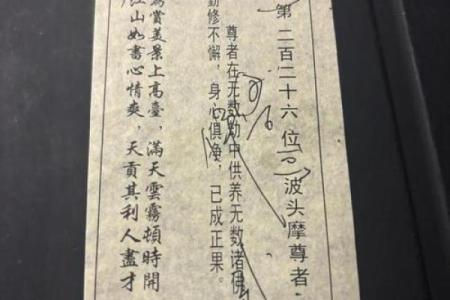 第二百二十六位 波头摩尊者
尊者在无数劫中供养无数诸佛
勤修不懈，身心俱净，已成正果。
為賞美景上高臺，滿天雲霧頓時開
江山如畫心情爽，天貢其利人盡才